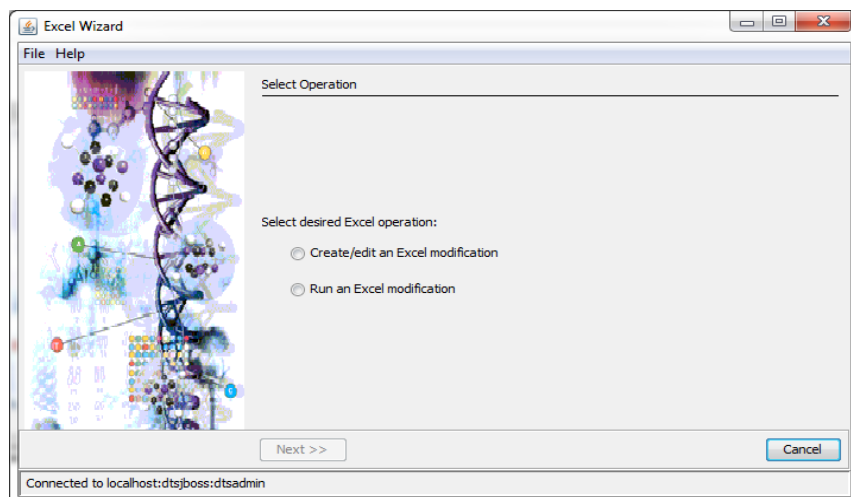 Excel Wizard
File Help
Select Operation
Select desired Excel operation:
Create/edit an Excel modification
Run an Excel modification
Next >>
Cancel
Connected to localhost:dtsjboss:dtsadmin